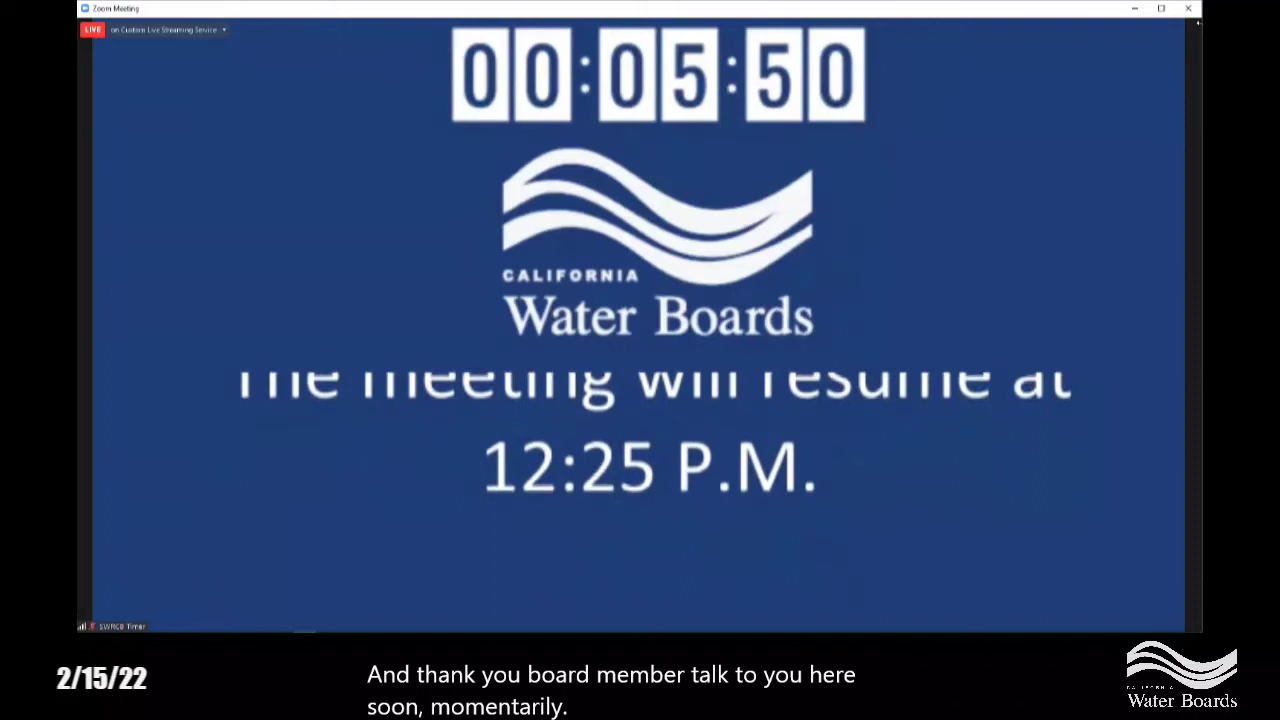 Zoom Meeting
LIVE on Custom Live Streaming Service
00:05:50
CALIFORNIA
Water Boards
The meeting will resume at
12:25 P.M.
SWRCB Timer
2/15/22
And thank you board member talk to you here
soon, momentarily.
CALIFORNIA
Water Boards